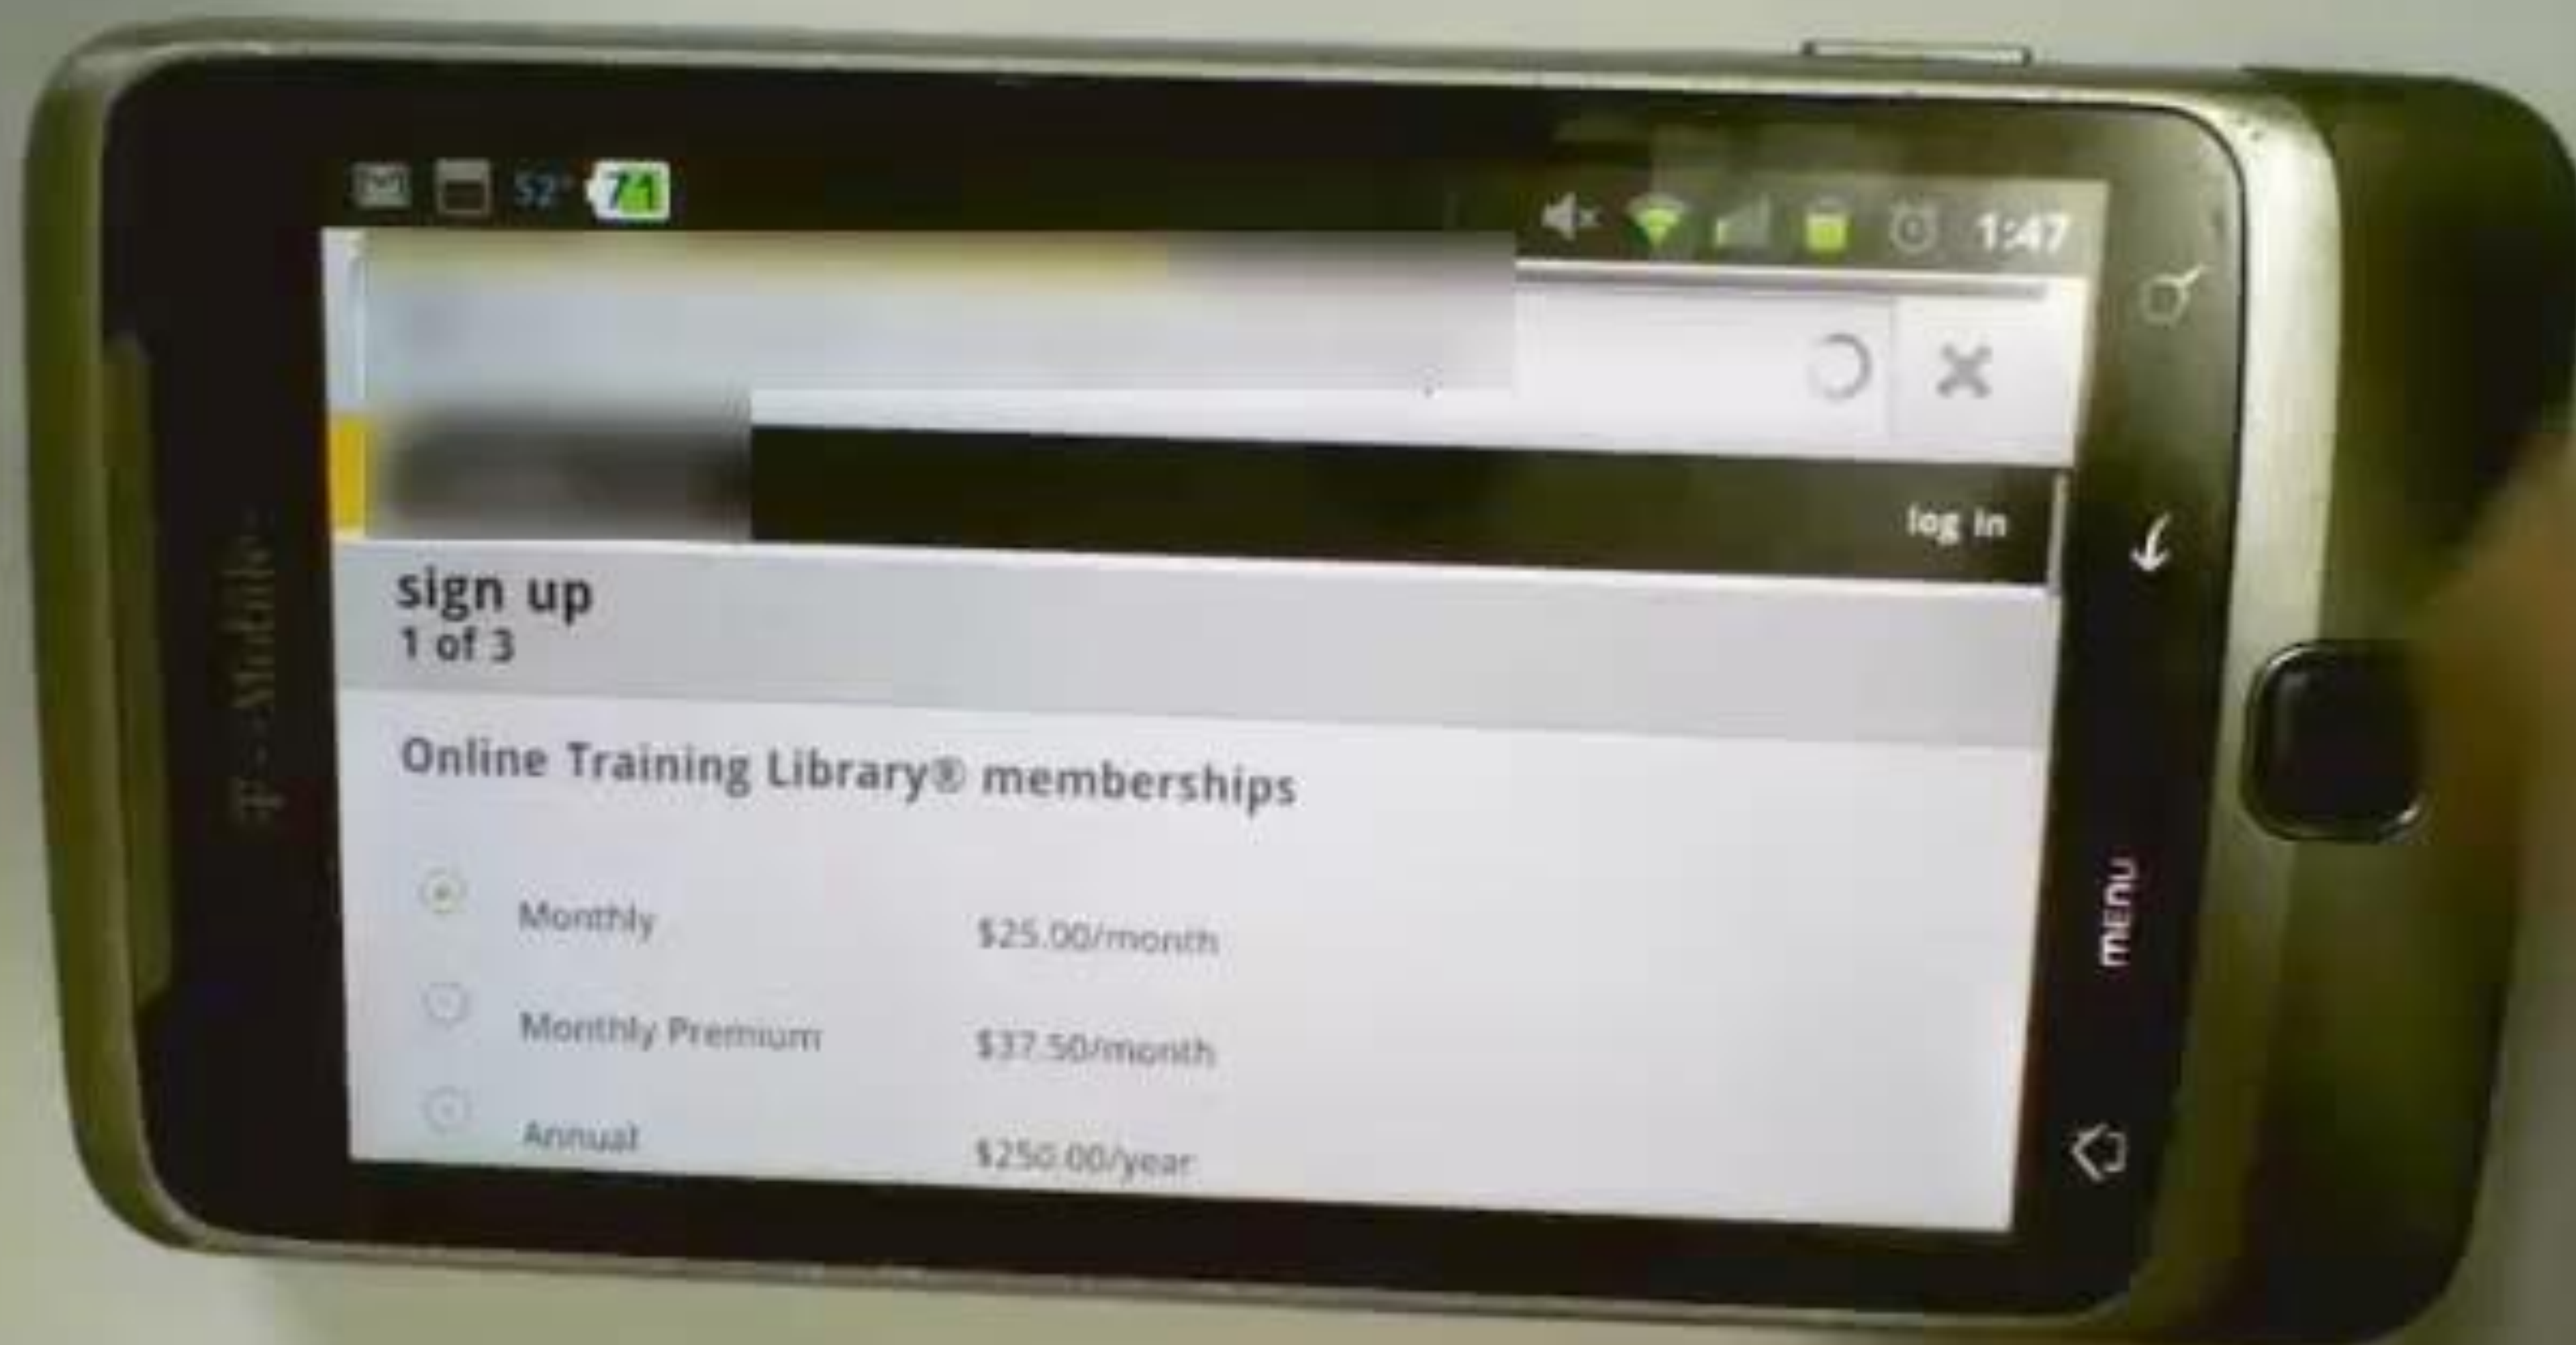 52° 71
1:47
log in
sign up
1 of 3
Online Training Library® memberships
Monthly $25.00/month
Monthly Premium $37.50/month
Annual $250.00/year
T-Mobile
MENU